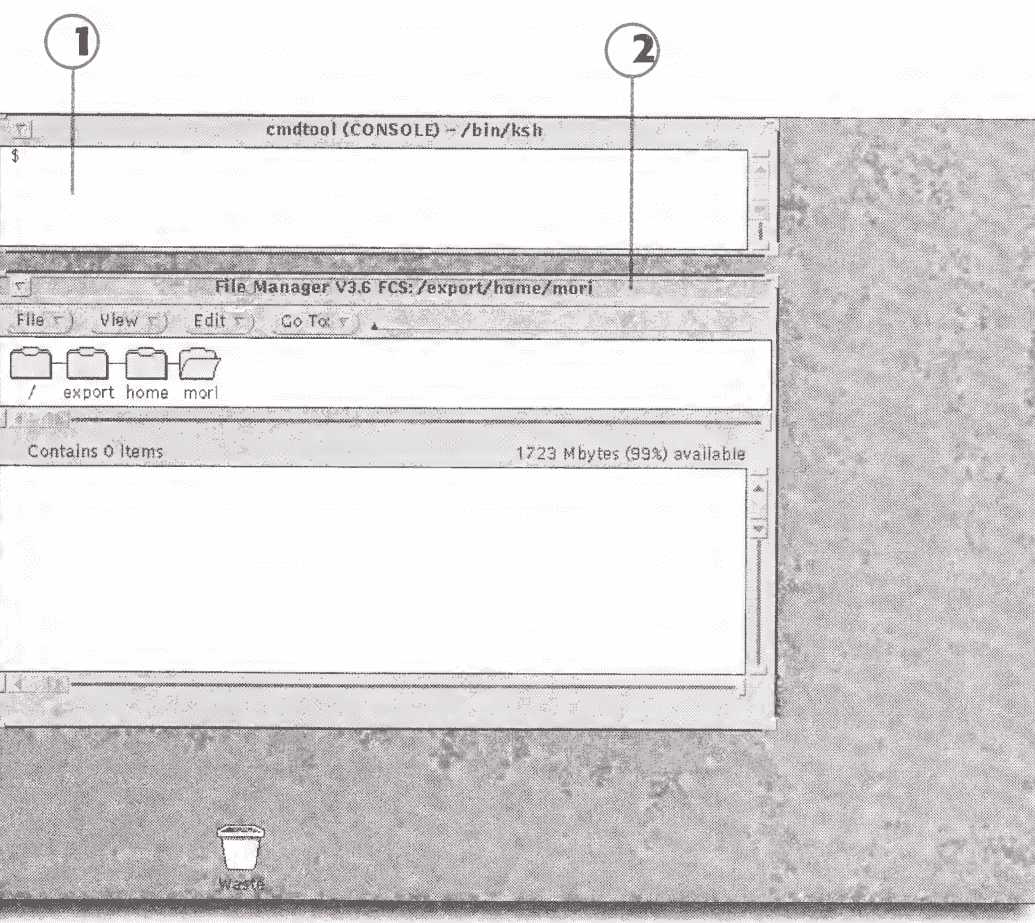 1
2
cmdtool (CONSOLE) - /bin/ksh
$
File Manager V3.6 FCS: /export/home/mori
File View Edit Go To:
/ export home mori
Contains 0 items
1723 Mbytes (99%) available
Waste